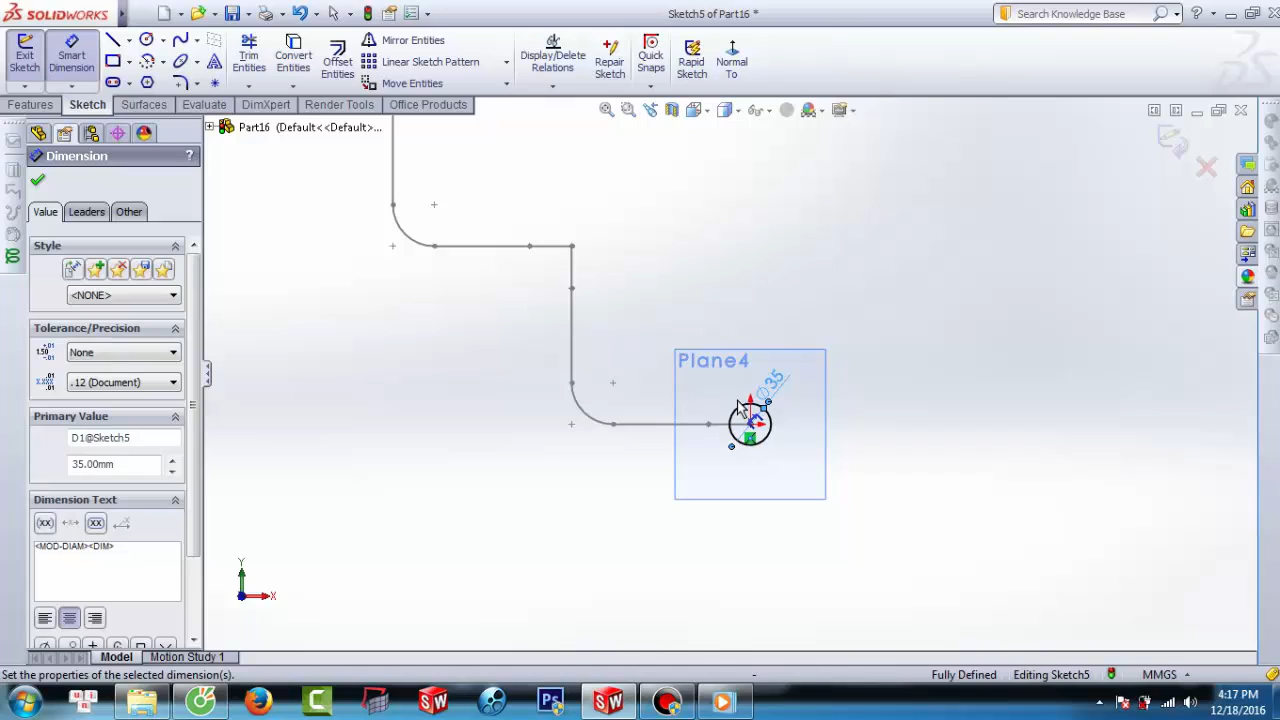 SOLIDWORKS
Sketch5 of Part16 *
Search Knowledge Base
Exit Sketch
Smart Dimension
Trim Entities
Convert Entities
Offset Entities
Mirror Entities
Linear Sketch Pattern
Move Entities
Display/Delete Relations
Repair Sketch
Quick Snaps
Rapid Sketch
Normal To
Features
Sketch
Surfaces
Evaluate
DimXpert
Render Tools
Office Products
Part16 (Default<<Default>...
Dimension
?
Value
Leaders
Other
Style
<NONE>
Tolerance/Precision
None
.12 (Document)
Primary Value
D1@Sketch5
35.00mm
Dimension Text
<MOD-DIAM><DIM>
Plane4
Ø35
Y
X
Model
Motion Study 1
Set the properties of the selected dimension(s).
Fully Defined
Editing Sketch5
MMGS
4:17 PM
12/18/2016